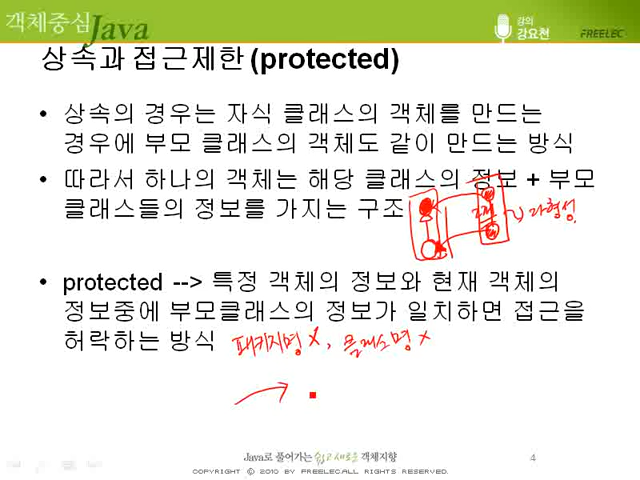 객체중심 Java
강의
강요천
FREELEC
상속과 접근제한 (protected)
• 상속의 경우는 자식 클래스의 객체를 만드는
경우에 부모 클래스의 객체도 같이 만드는 방식
• 따라서 하나의 객체는 해당 클래스의 정보 + 부모
클래스들의 정보를 가지는 구조
다형성
• protected --> 특정 객체의 정보와 현재 객체의
정보중에 부모클래스의 정보가 일치하면 접근을
허락하는 방식 패키지명 x, 클래스명 x
Java로 풀어가는 쉽고 새로운 객체지향
4
COPYRIGHT ⓒ 2010 BY FREELEC.ALL RIGHTS RESERVED.